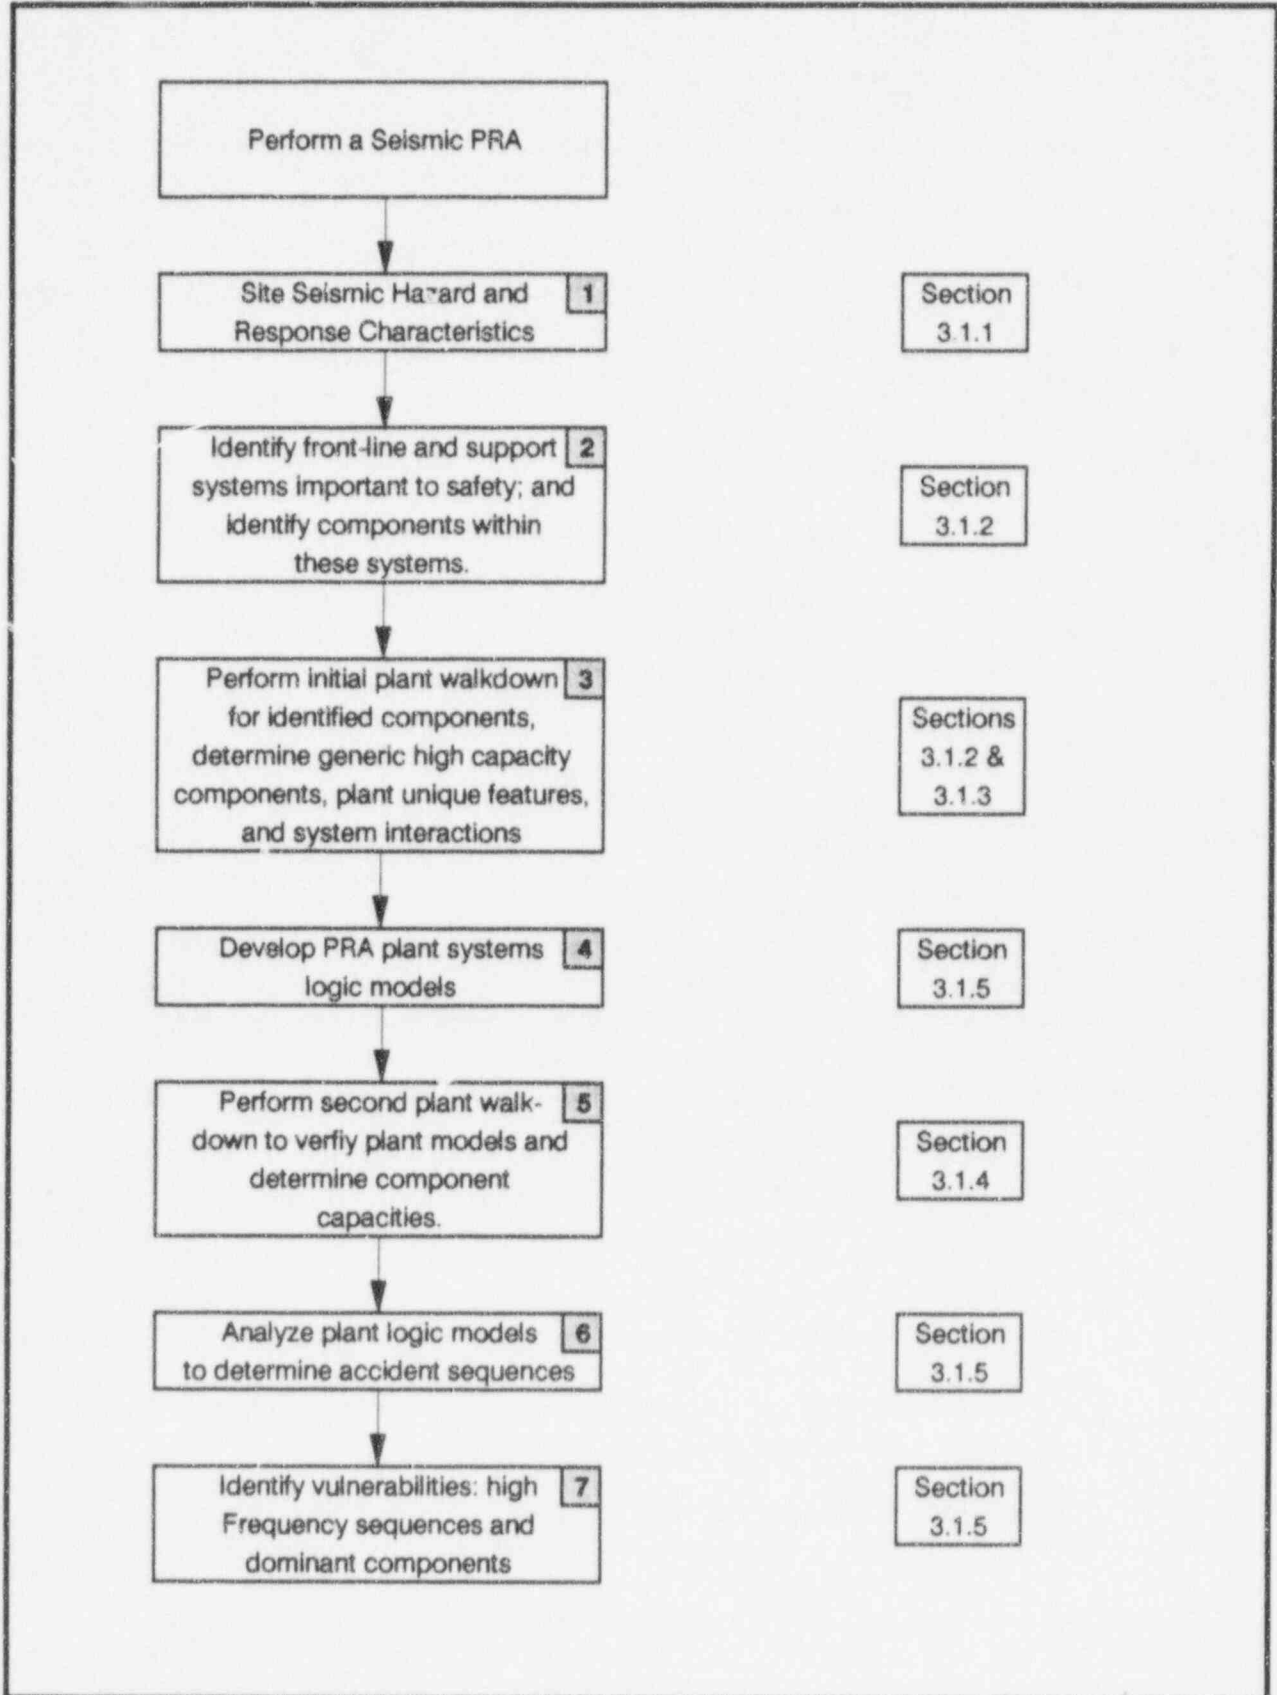 Perform a Seismic PRA
Site Seismic Hazard and
Response Characteristics
1
Section
3.1.1
Identify front-line and support
systems important to safety; and
identify components within
these systems.
2
Section
3.1.2
Perform initial plant walkdown
for identified components,
determine generic high capacity
components, plant unique features,
and system interactions
3
Sections
3.1.2 &
3.1.3
Develop PRA plant systems
logic models
4
Section
3.1.5
Perform second plant walk-
down to verfiy plant models and
determine component
capacities.
5
Section
3.1.4
Analyze plant logic models
to determine accident sequences
6
Section
3.1.5
Identify vulnerabilities: high
Frequency sequences and
dominant components
7
Section
3.1.5